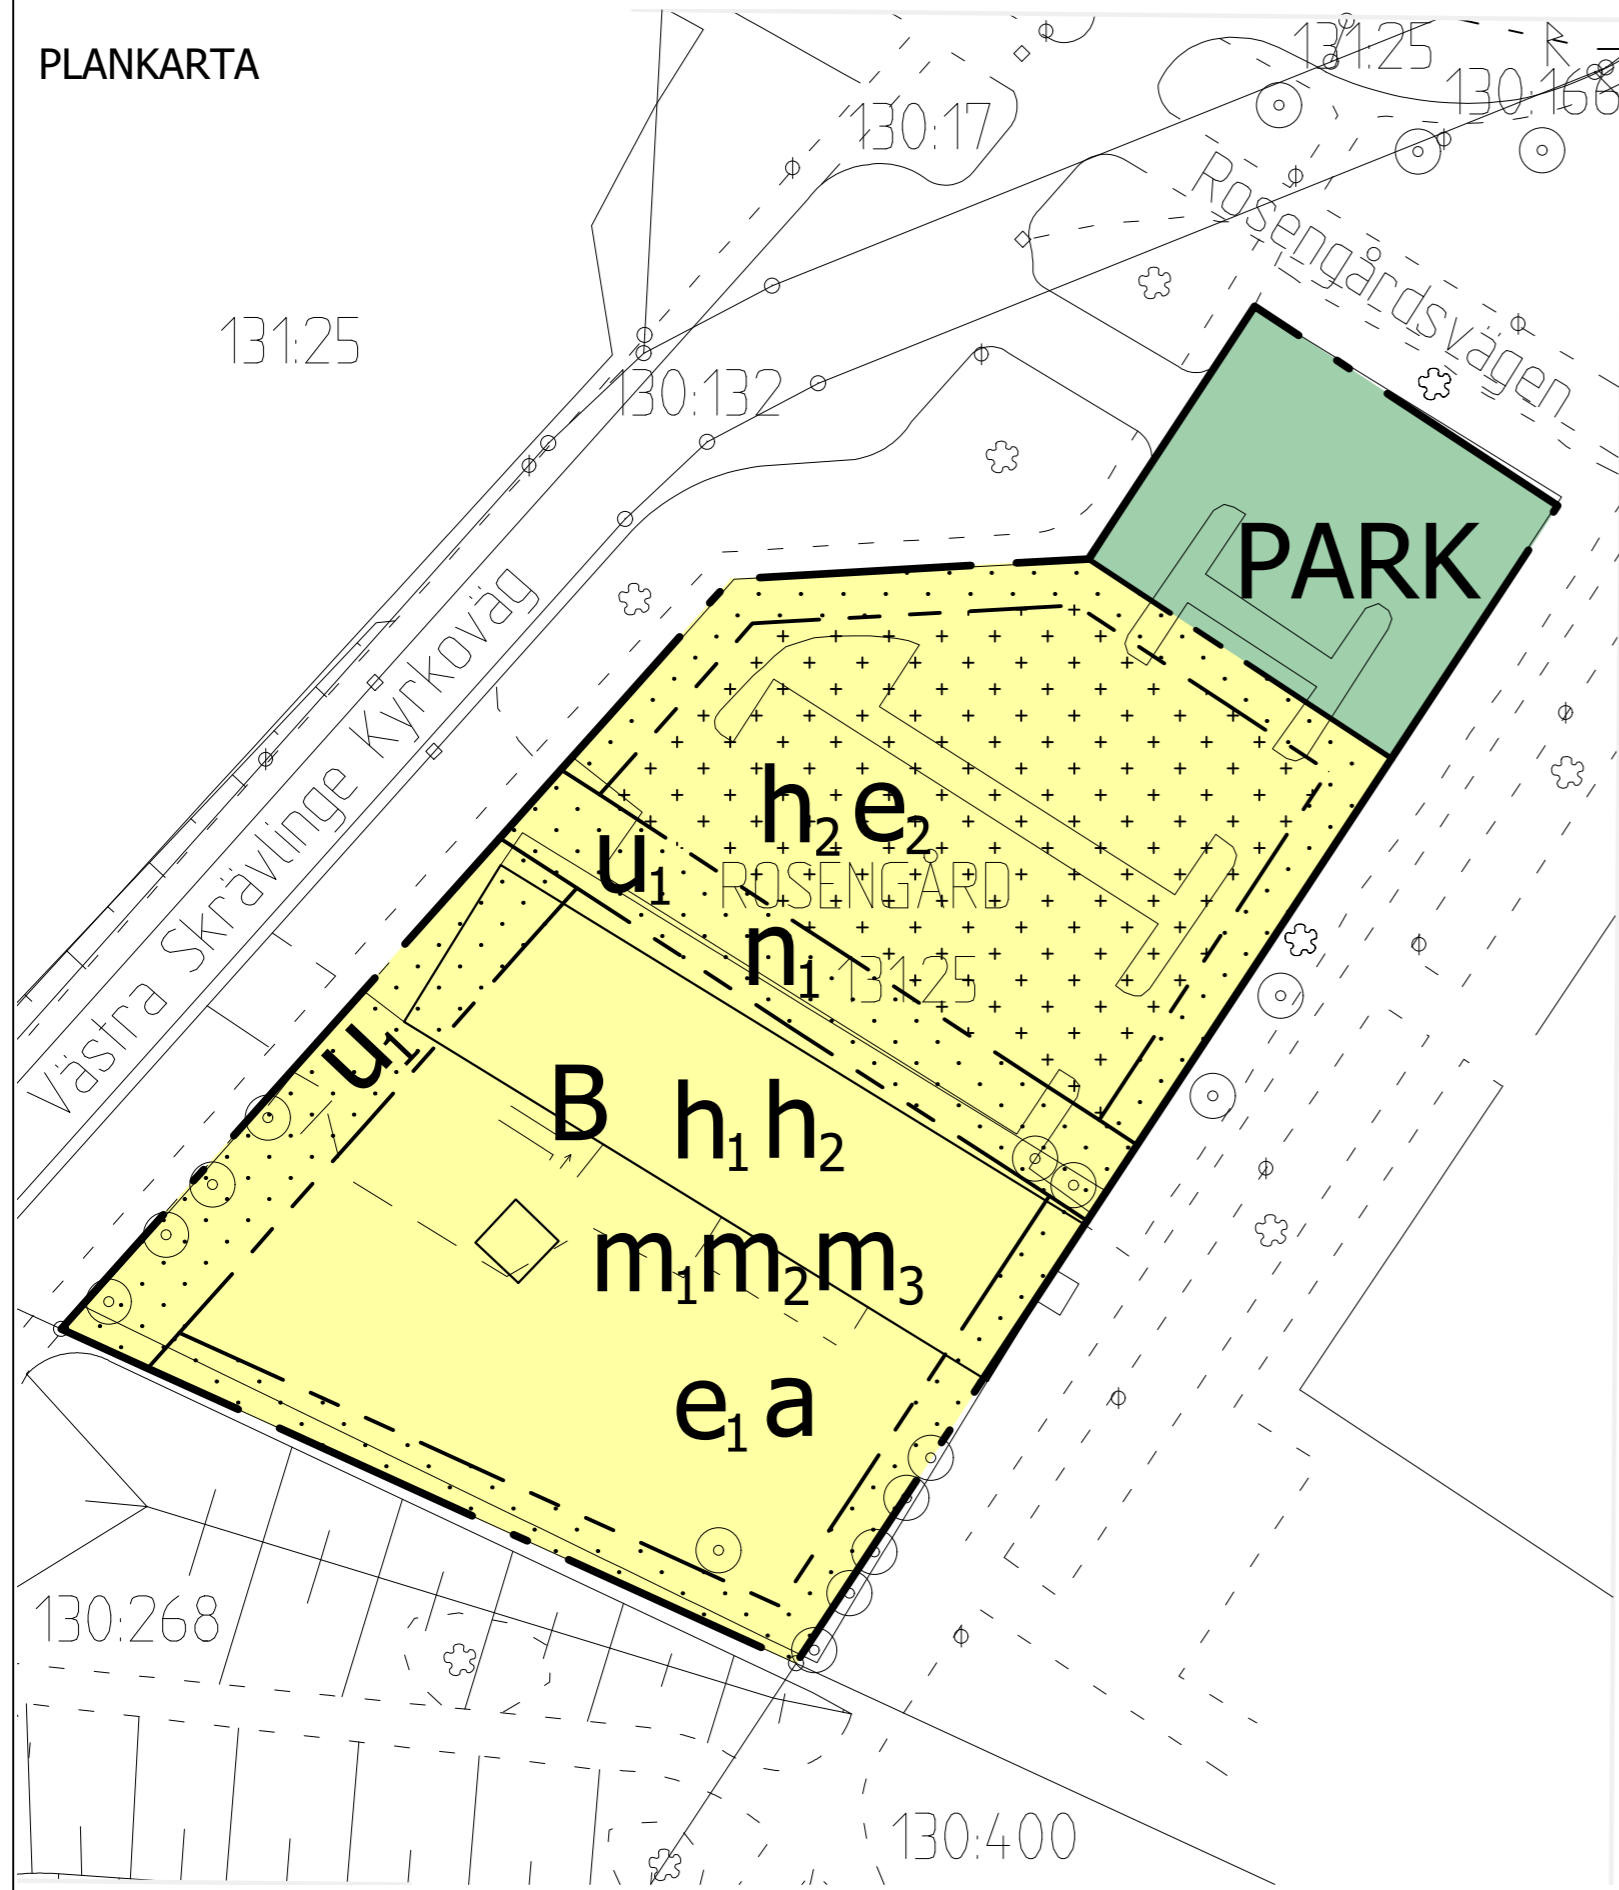 PLANKARTA
131:25
130:166
130:17
Rosengårdsvägen
131:25
130:132
PARK
Västra Skrävlinge Kyrkoväg
h2 e2
u1
ROSENGÅRD
n1
131:25
u1
B
h1 h2
m1 m2 m3
e1 a
130:268
130:400